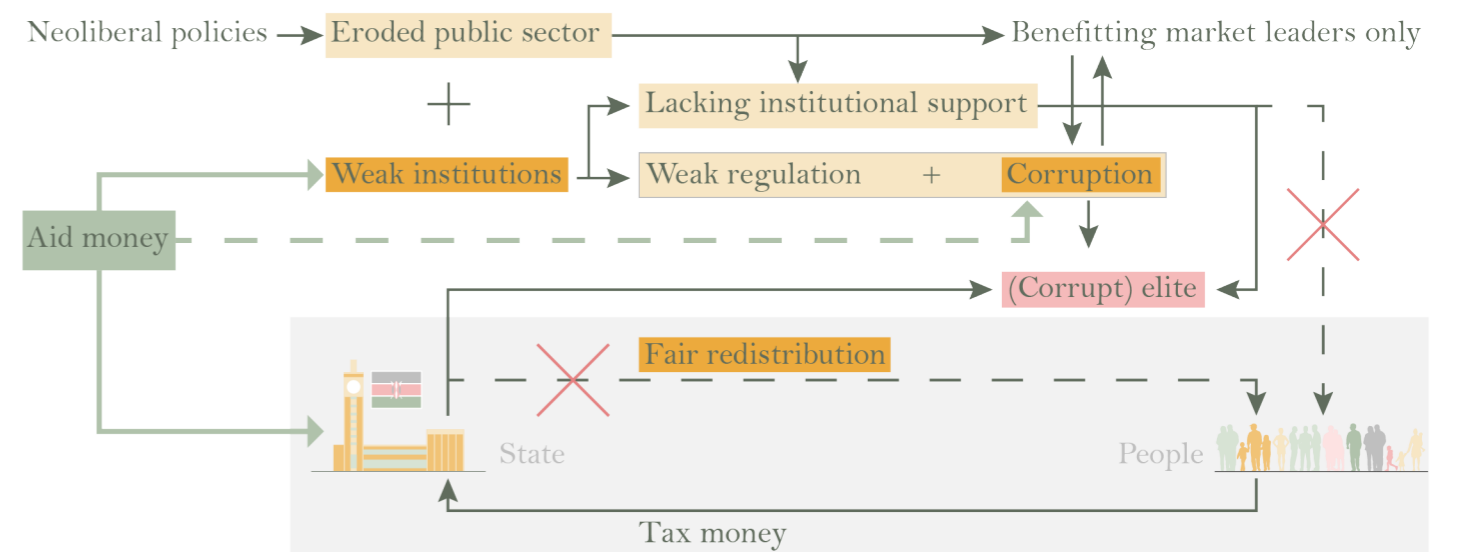 Neoliberal policies
Eroded public sector
Benefitting market leaders only
+
Lacking institutional support
Weak institutions
Weak regulation + Corruption
Aid money
(Corrupt) elite
Fair redistribution
State
People
Tax money